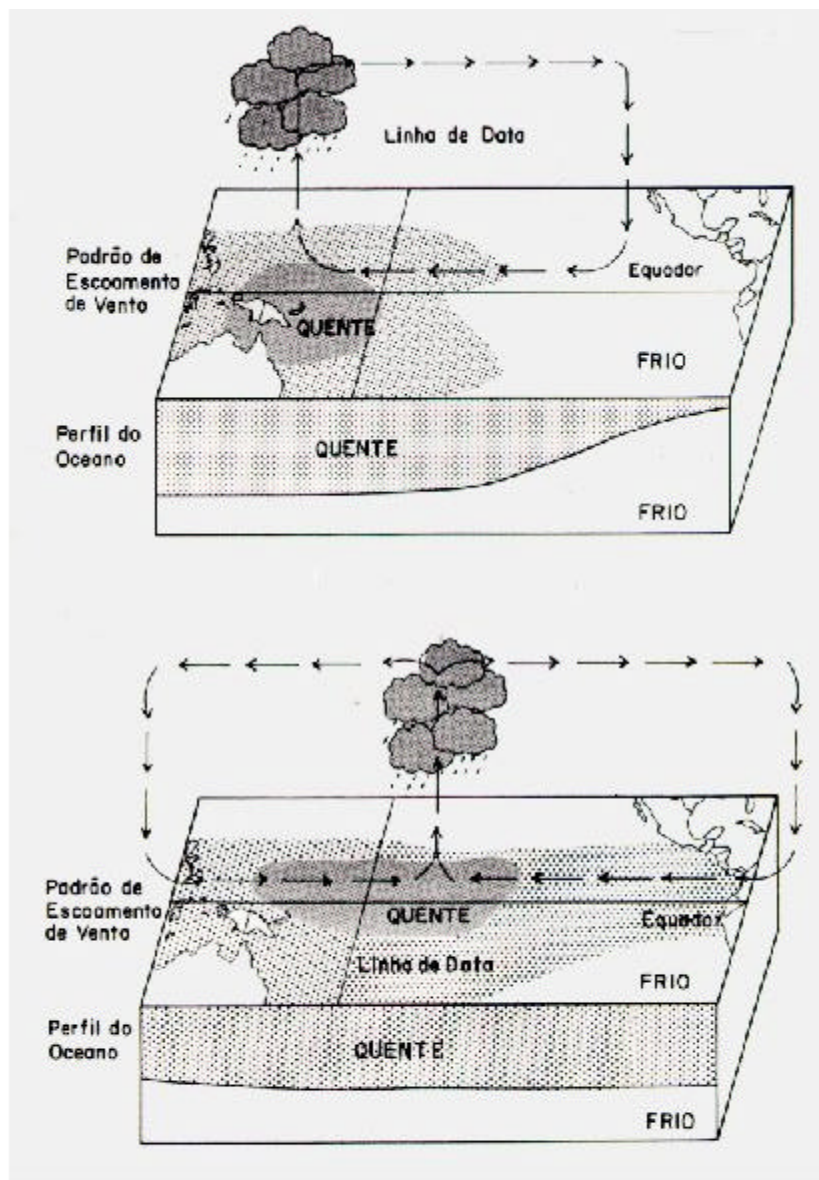 Linha de Data
Padrão de
Escoamento
de Vento
Equador
QUENTE
FRIO
Perfil do
Oceano
QUENTE
FRIO
Padrão de
Escoamento
de Vento
QUENTE
Equador
Linha de Data
FRIO
Perfil do
Oceano
QUENTE
FRIO